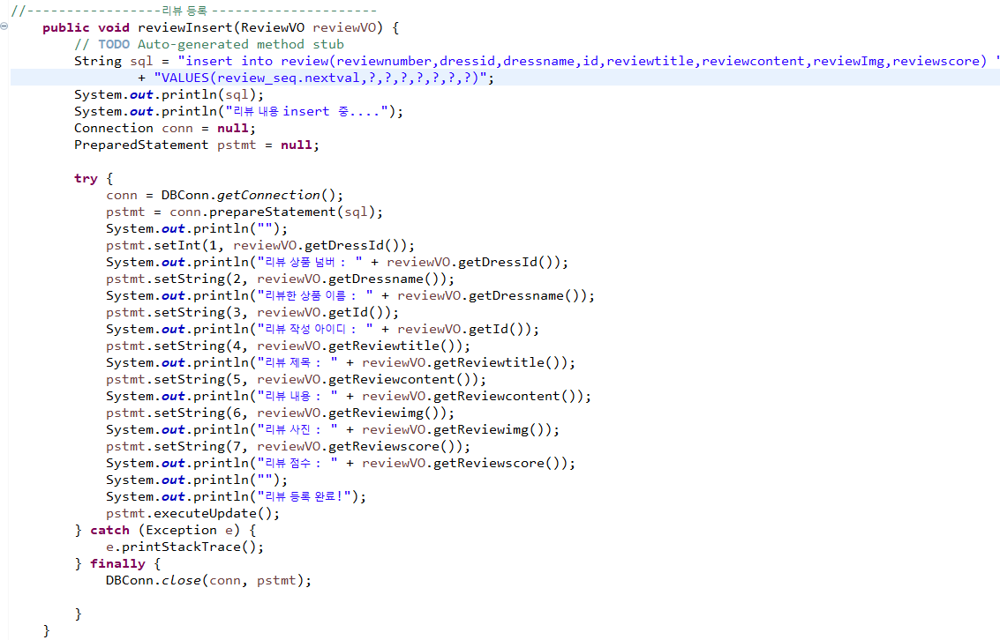 //-----------------리뷰 등록 ---------------------
public void reviewInsert(ReviewVO reviewVO) {
// TODO Auto-generated method stub
String sql = "insert into review(reviewnumber,dressid,dressname,id,reviewtitle,reviewcontent,reviewImg,reviewscore) "
+ "VALUES(review_seq.nextval,?,?,?,?,?,?,?)";
System.out.println(sql);
System.out.println("리뷰 내용 insert 중....");
Connection conn = null;
PreparedStatement pstmt = null;
try {
conn = DBConn.getConnection();
pstmt = conn.prepareStatement(sql);
System.out.println("");
pstmt.setInt(1, reviewVO.getDressId());
System.out.println("리뷰 상품 넘버 : " + reviewVO.getDressId());
pstmt.setString(2, reviewVO.getDressname());
System.out.println("리뷰한 상품 이름 : " + reviewVO.getDressname());
pstmt.setString(3, reviewVO.getId());
System.out.println("리뷰 작성 아이디 : " + reviewVO.getId());
pstmt.setString(4, reviewVO.getReviewtitle());
System.out.println("리뷰 제목 : " + reviewVO.getReviewtitle());
pstmt.setString(5, reviewVO.getReviewcontent());
System.out.println("리뷰 내용 : " + reviewVO.getReviewcontent());
pstmt.setString(6, reviewVO.getReviewimg());
System.out.println("리뷰 사진 : " + reviewVO.getReviewimg());
pstmt.setString(7, reviewVO.getReviewscore());
System.out.println("리뷰 점수 : " + reviewVO.getReviewscore());
System.out.println("");
System.out.println("리뷰 등록 완료!");
pstmt.executeUpdate();
} catch (Exception e) {
e.printStackTrace();
} finally {
DBConn.close(conn, pstmt);
}
}